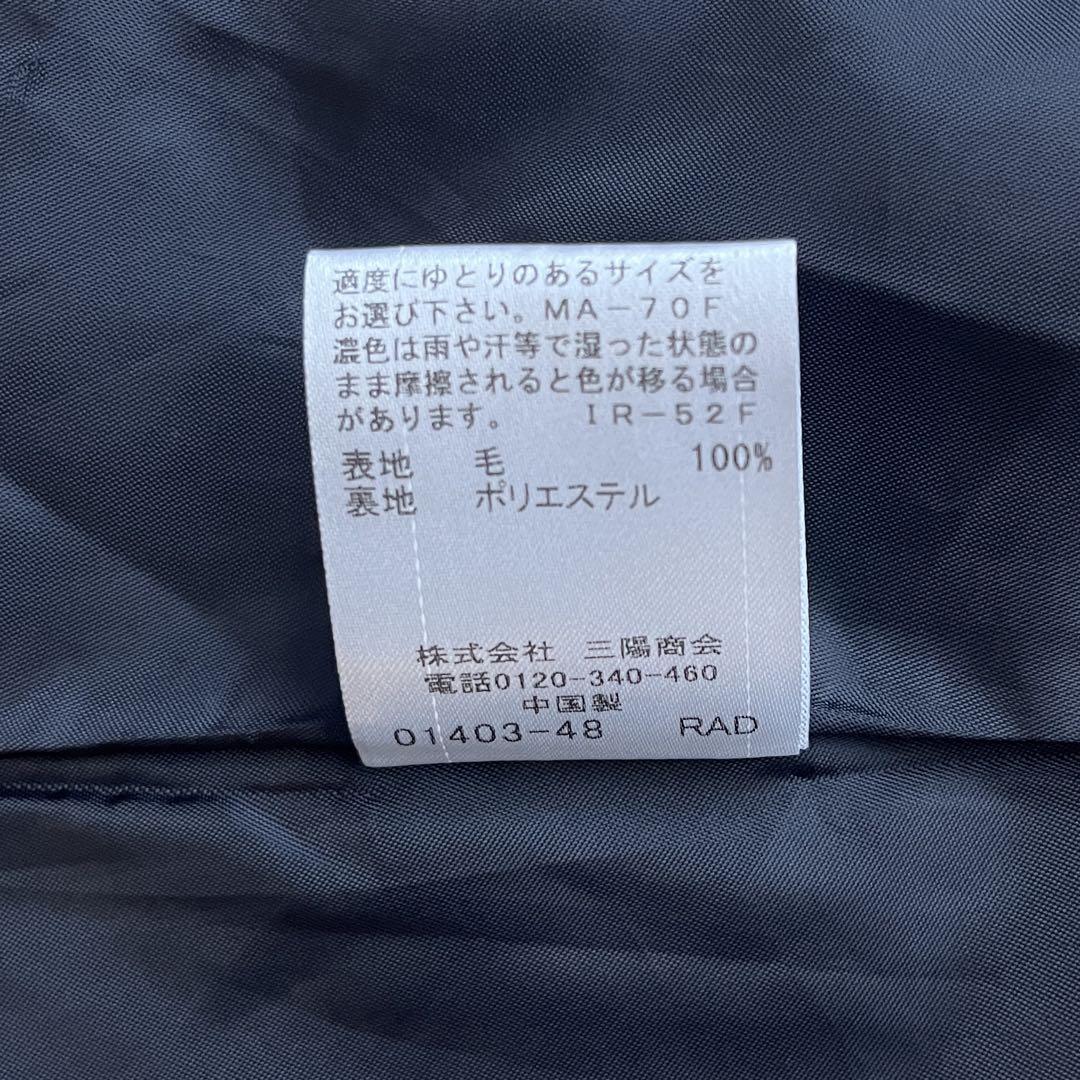 適度にゆとりのあるサイズを
お選び下さい。MA-70F
濃色は雨や汗等で湿った状態の
まま摩擦されると色が移る場合
があります。 IR-52F
表地 毛 100%
裏地 ポリエステル
株式会社 三陽商会
電話0120-340-460
中国製
01403-48 RAD